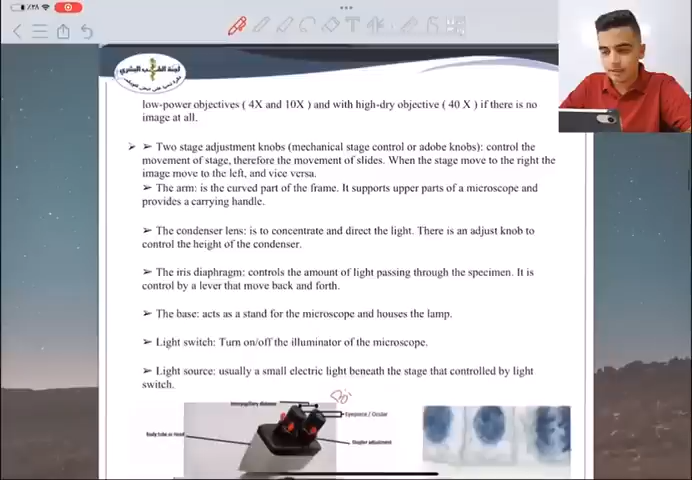 ٢٨٪
لجنة الطب البشري
low-power objectives ( 4X and 10X ) and with high-dry objective ( 40 X ) if there is no
image at all.
➢ ➢ Two stage adjustment knobs (mechanical stage control or adobe knobs): control the
movement of stage, therefore the movement of slides. When the stage move to the right the
image move to the left, and vice versa.
➢ The arm: is the curved part of the frame. It supports upper parts of a microscope and
provides a carrying handle.
➢ The condenser lens: is to concentrate and direct the light. There is an adjust knob to
control the height of the condenser.
➢ The iris diaphragm: controls the amount of light passing through the specimen. It is
control by a lever that move back and forth.
➢ The base: acts as a stand for the microscope and houses the lamp.
➢ Light switch: Turn on/off the illuminator of the microscope.
➢ Light source: usually a small electric light beneath the stage that controlled by light
switch.
Interpupillary distance
Eyepiece / Ocular
Body tube or Head
Diopter adjustment